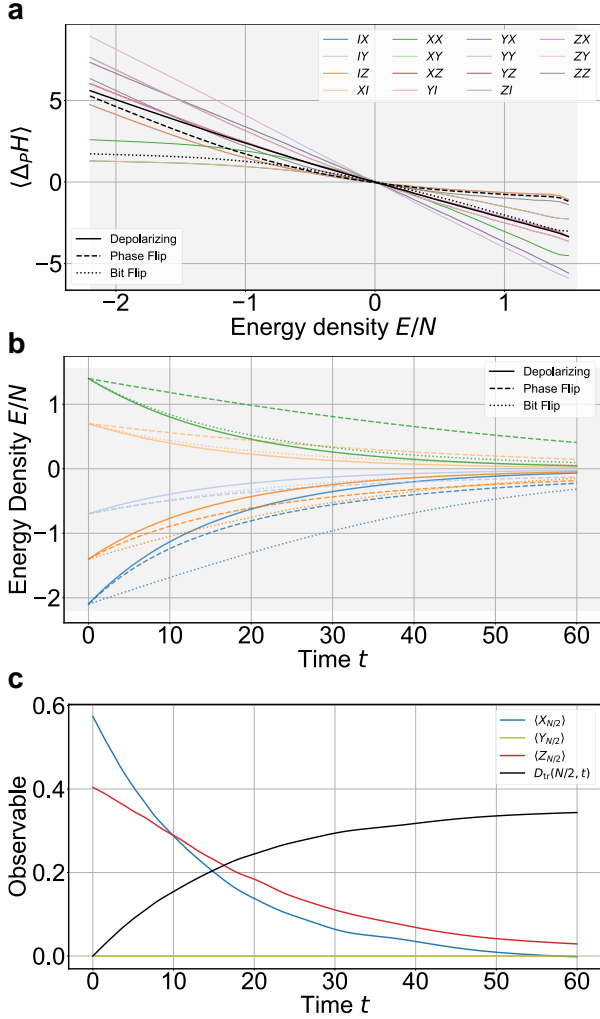 a
⟨Δ_P H⟩
5
0
−5
IX XX YX ZX
IY XY YY ZY
IZ XZ YZ ZZ
XI YI ZI
Depolarizing
Phase Flip
Bit Flip
−2 −1 0 1
Energy density E/N
b
Energy Density E/N
1
0
−1
−2
Depolarizing
Phase Flip
Bit Flip
0 10 20 30 40 50 60
Time t
c
Observable
0.6
0.4
0.2
0.0
⟨X_{N/2}⟩
⟨Y_{N/2}⟩
⟨Z_{N/2}⟩
D_{tr}(N/2, t)
0 10 20 30 40 50 60
Time t